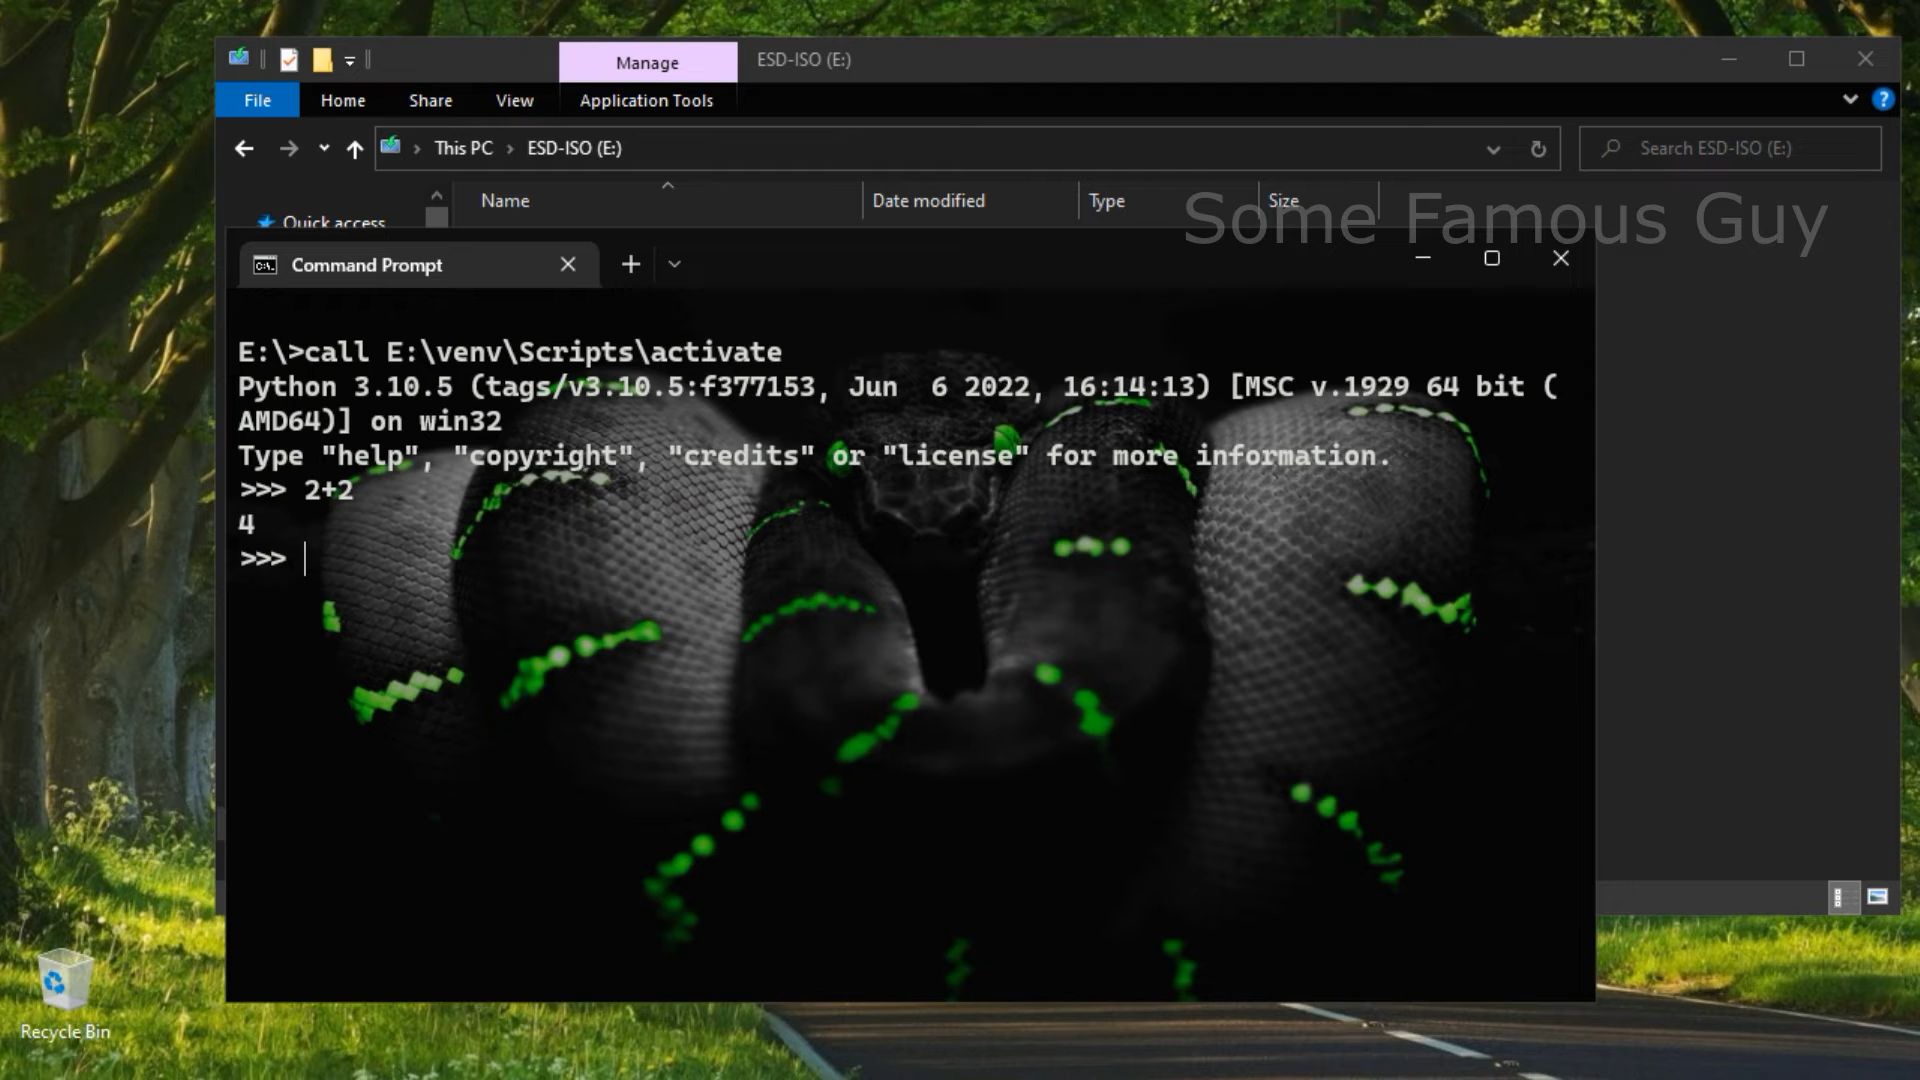 Manage
ESD-ISO (E:)
File
Home
Share
View
Application Tools
This PC
ESD-ISO (E:)
Search ESD-ISO (E:)
Name
Date modified
Type
Size
Quick access
Some Famous Guy
Command Prompt
E:\>call E:\venv\Scripts\activate
Python 3.10.5 (tags/v3.10.5:f377153, Jun  6 2022, 16:14:13) [MSC v.1929 64 bit (
AMD64)] on win32
Type "help", "copyright", "credits" or "license" for more information.
>>> 2+2
4
>>>
Recycle Bin